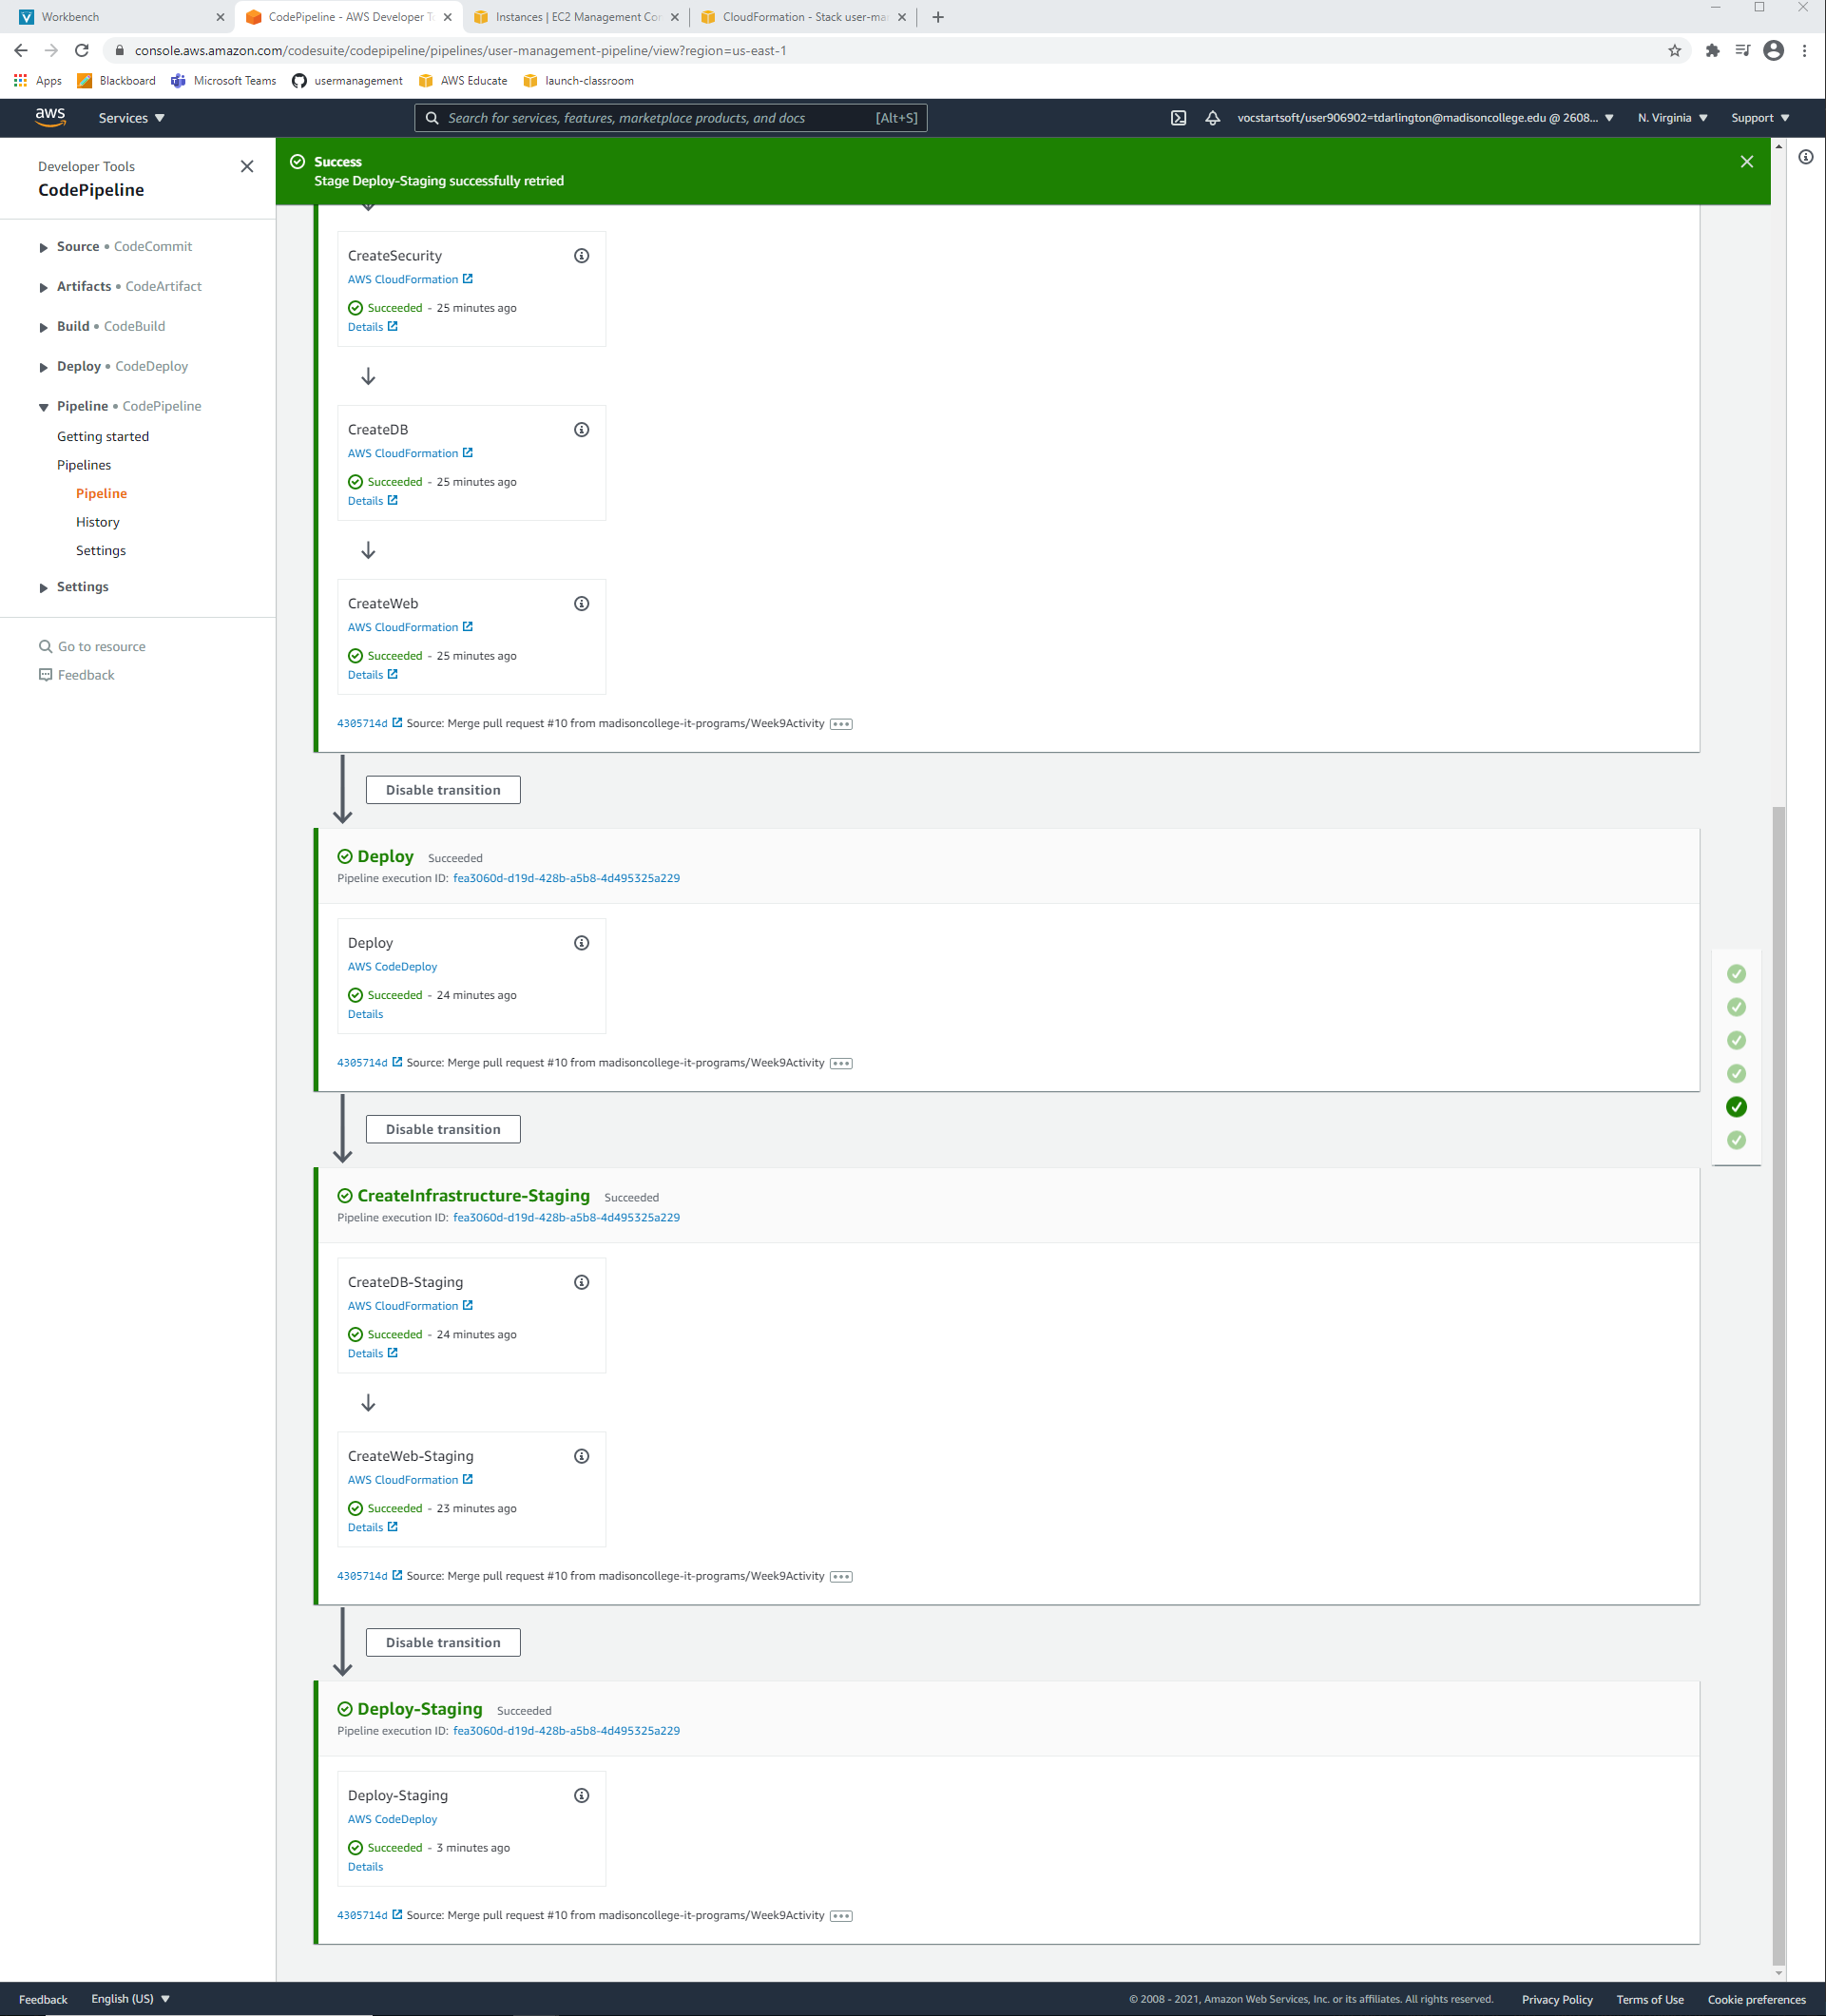 Workbench
CodePipeline - AWS Developer T
Instances | EC2 Management Con
CloudFormation - Stack user-ma
console.aws.amazon.com/codesuite/codepipeline/pipelines/user-management-pipeline/view?region=us-east-1
Apps
Blackboard
Microsoft Teams
usermanagement
AWS Educate
launch-classroom
aws
Services
Search for services, features, marketplace products, and docs
[Alt+S]
vocstartsoft/user906902=tdarlington@madisoncollege.edu @ 2608...
N. Virginia
Support
Developer Tools
CodePipeline
Source • CodeCommit
Artifacts • CodeArtifact
Build • CodeBuild
Deploy • CodeDeploy
Pipeline • CodePipeline
Getting started
Pipelines
Pipeline
History
Settings
Settings
Go to resource
Feedback
Success
Stage Deploy-Staging successfully retried
CreateSecurity
AWS CloudFormation
Succeeded - 25 minutes ago
Details
CreateDB
AWS CloudFormation
Succeeded - 25 minutes ago
Details
CreateWeb
AWS CloudFormation
Succeeded - 25 minutes ago
Details
4305714d Source: Merge pull request #10 from madisoncollege-it-programs/Week9Activity
Disable transition
Deploy Succeeded
Pipeline execution ID: fea3060d-d19d-428b-a5b8-4d495325a229
Deploy
AWS CodeDeploy
Succeeded - 24 minutes ago
Details
4305714d Source: Merge pull request #10 from madisoncollege-it-programs/Week9Activity
Disable transition
CreateInfrastructure-Staging Succeeded
Pipeline execution ID: fea3060d-d19d-428b-a5b8-4d495325a229
CreateDB-Staging
AWS CloudFormation
Succeeded - 24 minutes ago
Details
CreateWeb-Staging
AWS CloudFormation
Succeeded - 23 minutes ago
Details
4305714d Source: Merge pull request #10 from madisoncollege-it-programs/Week9Activity
Disable transition
Deploy-Staging Succeeded
Pipeline execution ID: fea3060d-d19d-428b-a5b8-4d495325a229
Deploy-Staging
AWS CodeDeploy
Succeeded - 3 minutes ago
Details
4305714d Source: Merge pull request #10 from madisoncollege-it-programs/Week9Activity
Feedback
English (US)
© 2008 - 2021, Amazon Web Services, Inc. or its affiliates. All rights reserved.
Privacy Policy
Terms of Use
Cookie preferences